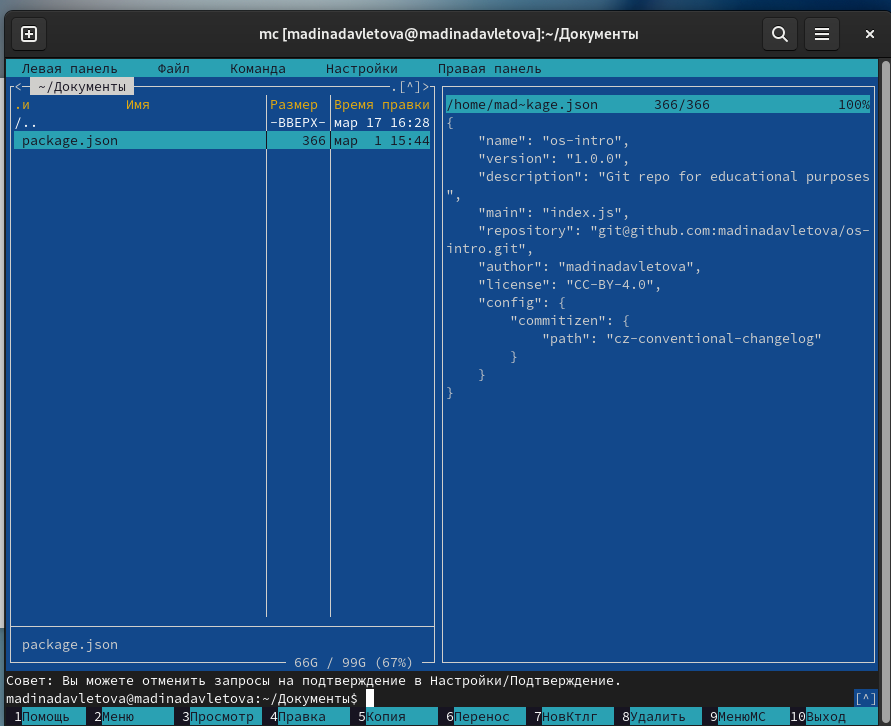 mc [madinadavletova@madinadavletova]:~/Документы
Левая панель Файл Команда Настройки Правая панель
<─ ~/Документы .[^]>
.и Имя Размер Время правки
/.. -ВВЕРХ- мар 17 16:28
package.json 366 мар 1 15:44
package.json
66G / 99G (67%)
/home/mad~kage.json 366/366 100%
{
"name": "os-intro",
"version": "1.0.0",
"description": "Git repo for educational purposes
",
"main": "index.js",
"repository": "git@github.com:madinadavletova/os-
intro.git",
"author": "madinadavletova",
"license": "CC-BY-4.0",
"config": {
"commitizen": {
"path": "cz-conventional-changelog"
}
}
}
Совет: Вы можете отменить запросы на подтверждение в Настройки/Подтверждение.
madinadavletova@madinadavletova:~/Документы$ [^]
1Помощь 2Меню 3Просмотр 4Правка 5Копия 6Перенос 7НовКтлг 8Удалить 9МенюМС 10Выход